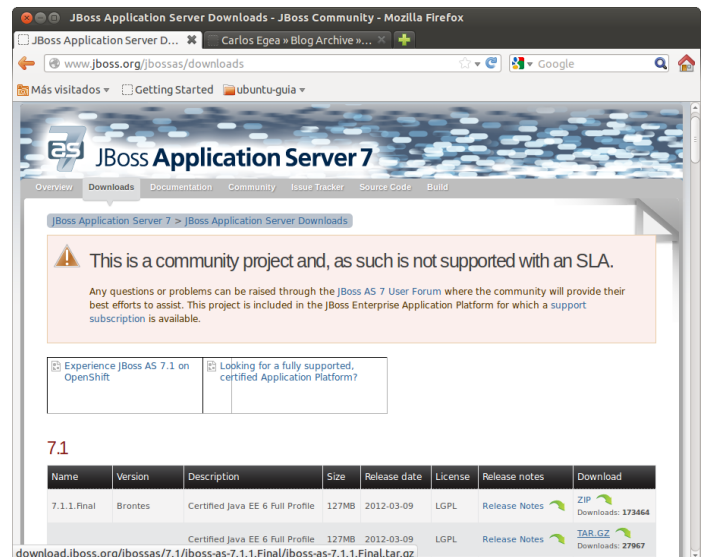 JBoss Application Server Downloads - JBoss Community - Mozilla Firefox
JBoss Application Server D...
Carlos Egea » Blog Archive »...
www.jboss.org/jbossas/downloads
Google
Más visitados
Getting Started
ubuntu-guia
as
7
JBoss Application Server 7
Overview Downloads Documentation Community Issue Tracker Source Code Build
JBoss Application Server 7 > JBoss Application Server Downloads
This is a community project and, as such is not supported with an SLA.
Any questions or problems can be raised through the JBoss AS 7 User Forum where the community will provide their
best efforts to assist. This project is included in the JBoss Enterprise Application Platform for which a support
subscription is available.
Experience JBoss AS 7.1 on
OpenShift
Looking for a fully supported,
certified Application Platform?
7.1
Name Version Description Size Release date License Release notes Download
7.1.1.Final Brontes Certified Java EE 6 Full Profile 127MB 2012-03-09 LGPL Release Notes ZIP
Downloads: 173464
Certified Java EE 6 Full Profile 127MB 2012-03-09 LGPL Release Notes TAR.GZ
Downloads: 27967
download.jboss.org/jbossas/7.1/jboss-as-7.1.1.Final/jboss-as-7.1.1.Final.tar.gz